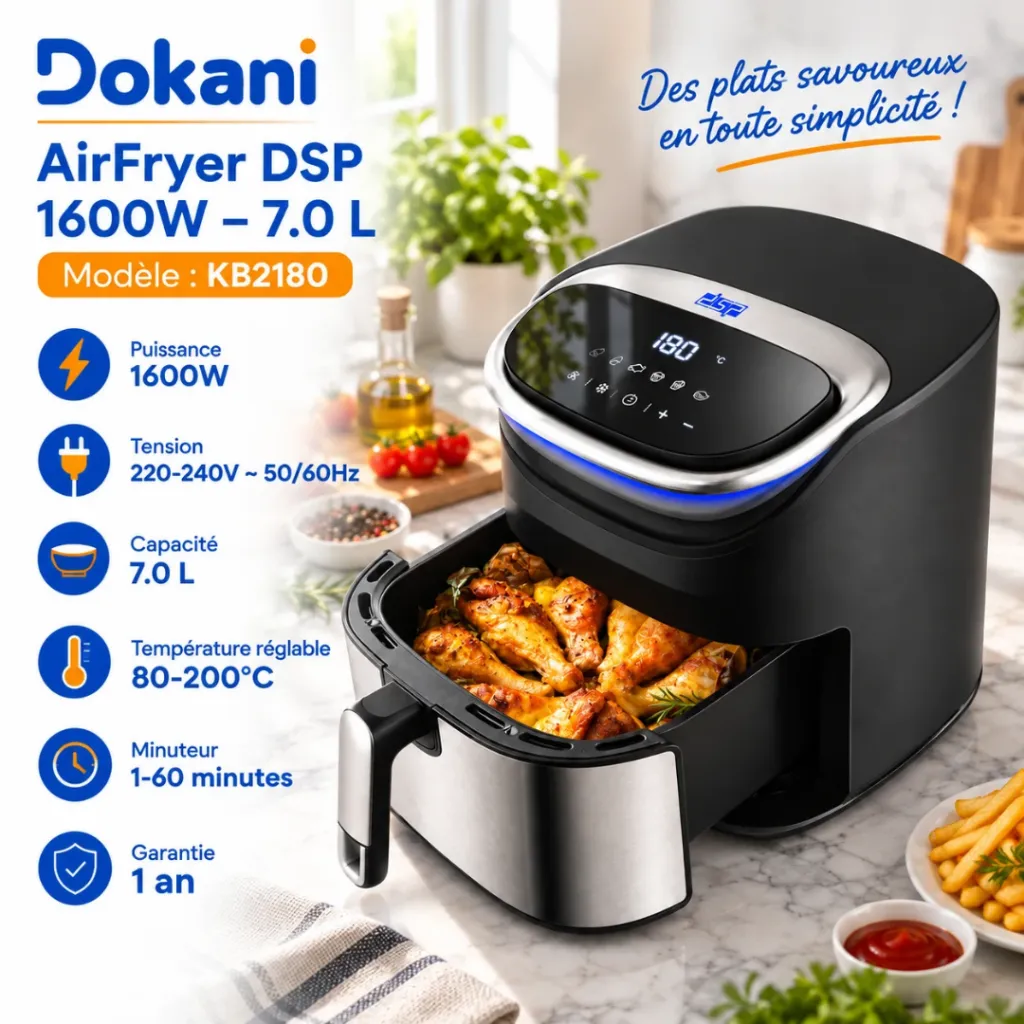 Dokani
AirFryer DSP
1600W – 7.0 L
Modèle : KB2180
Des plats savoureux
en toute simplicité !
Puissance
1600W
Tension
220-240V ~ 50/60Hz
Capacité
7.0 L
Température réglable
80-200°C
Minuteur
1-60 minutes
Garantie
1 an
dsp
180 °C
+ −